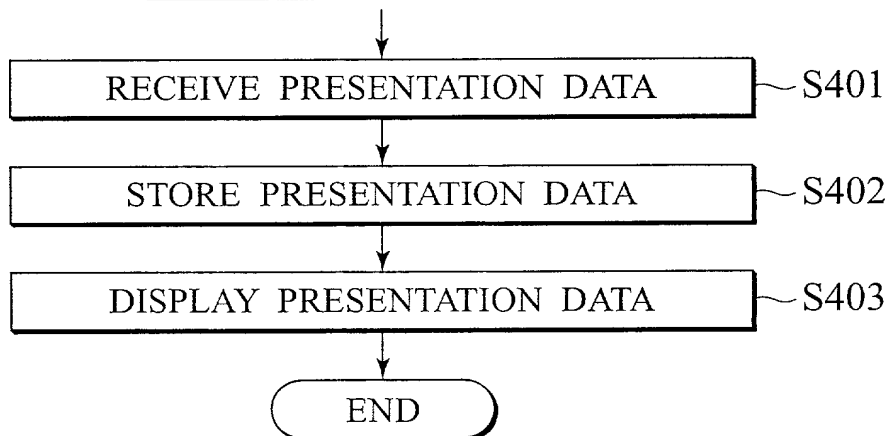 RECEIVE PRESENTATION DATA S401
STORE PRESENTATION DATA S402
DISPLAY PRESENTATION DATA S403
END